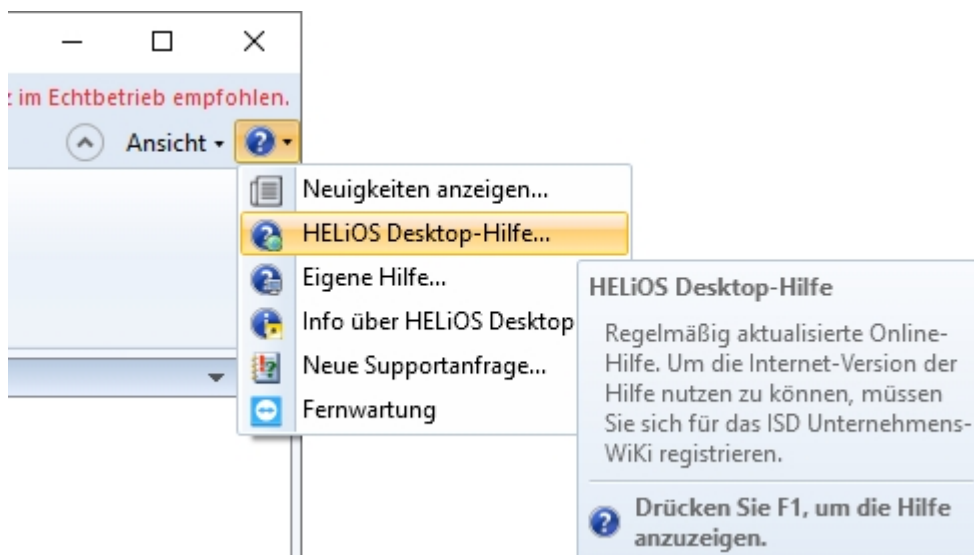 im Echtbetrieb empfohlen.
Ansicht
Neuigkeiten anzeigen...
HELiOS Desktop-Hilfe...
Eigene Hilfe...
Info über HELiOS Desktop
Neue Supportanfrage...
Fernwartung
HELiOS Desktop-Hilfe
Regelmäßig aktualisierte Online-
Hilfe. Um die Internet-Version der
Hilfe nutzen zu können, müssen
Sie sich für das ISD Unternehmens-
WiKi registrieren.
Drücken Sie F1, um die Hilfe
anzuzeigen.